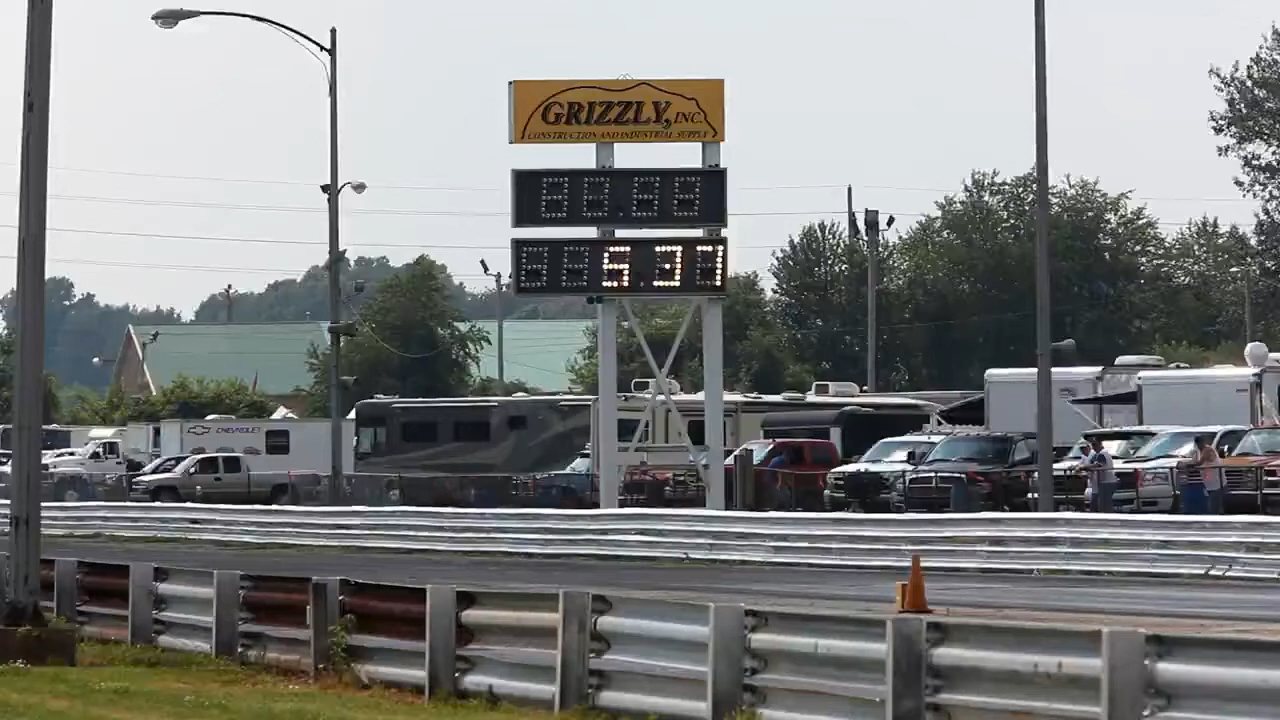 GRIZZLY, INC.
CONSTRUCTION AND INDUSTRIAL SUPPLY
5.37
CHEVROLET